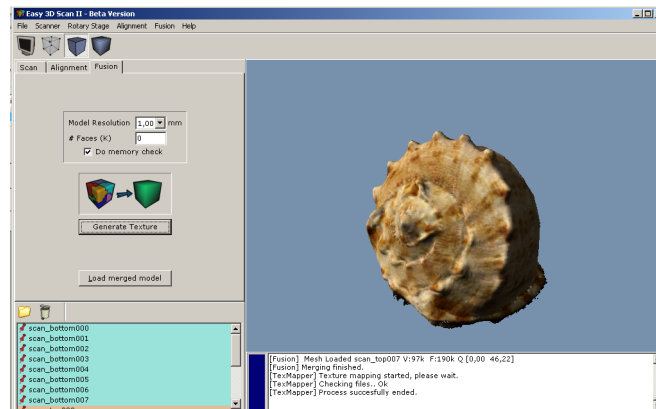 Easy 3D Scan II - Beta Version
File Scanner Rotary Stage Alignment Fusion Help
Scan Alignment Fusion
Model Resolution 1,00 mm
# Faces (K) 0
Do memory check
Generate Texture
Load merged model
scan_bottom000
scan_bottom001
scan_bottom002
scan_bottom003
scan_bottom004
scan_bottom005
scan_bottom006
scan_bottom007
[Fusion] Mesh Loaded scan_top007 V:97k F:190k Q [0,00 46,22]
[Fusion] Merging finished.
[TexMapper] Texture mapping started, please wait.
[TexMapper] Checking files.. Ok
[TexMapper] Process succesfully ended.